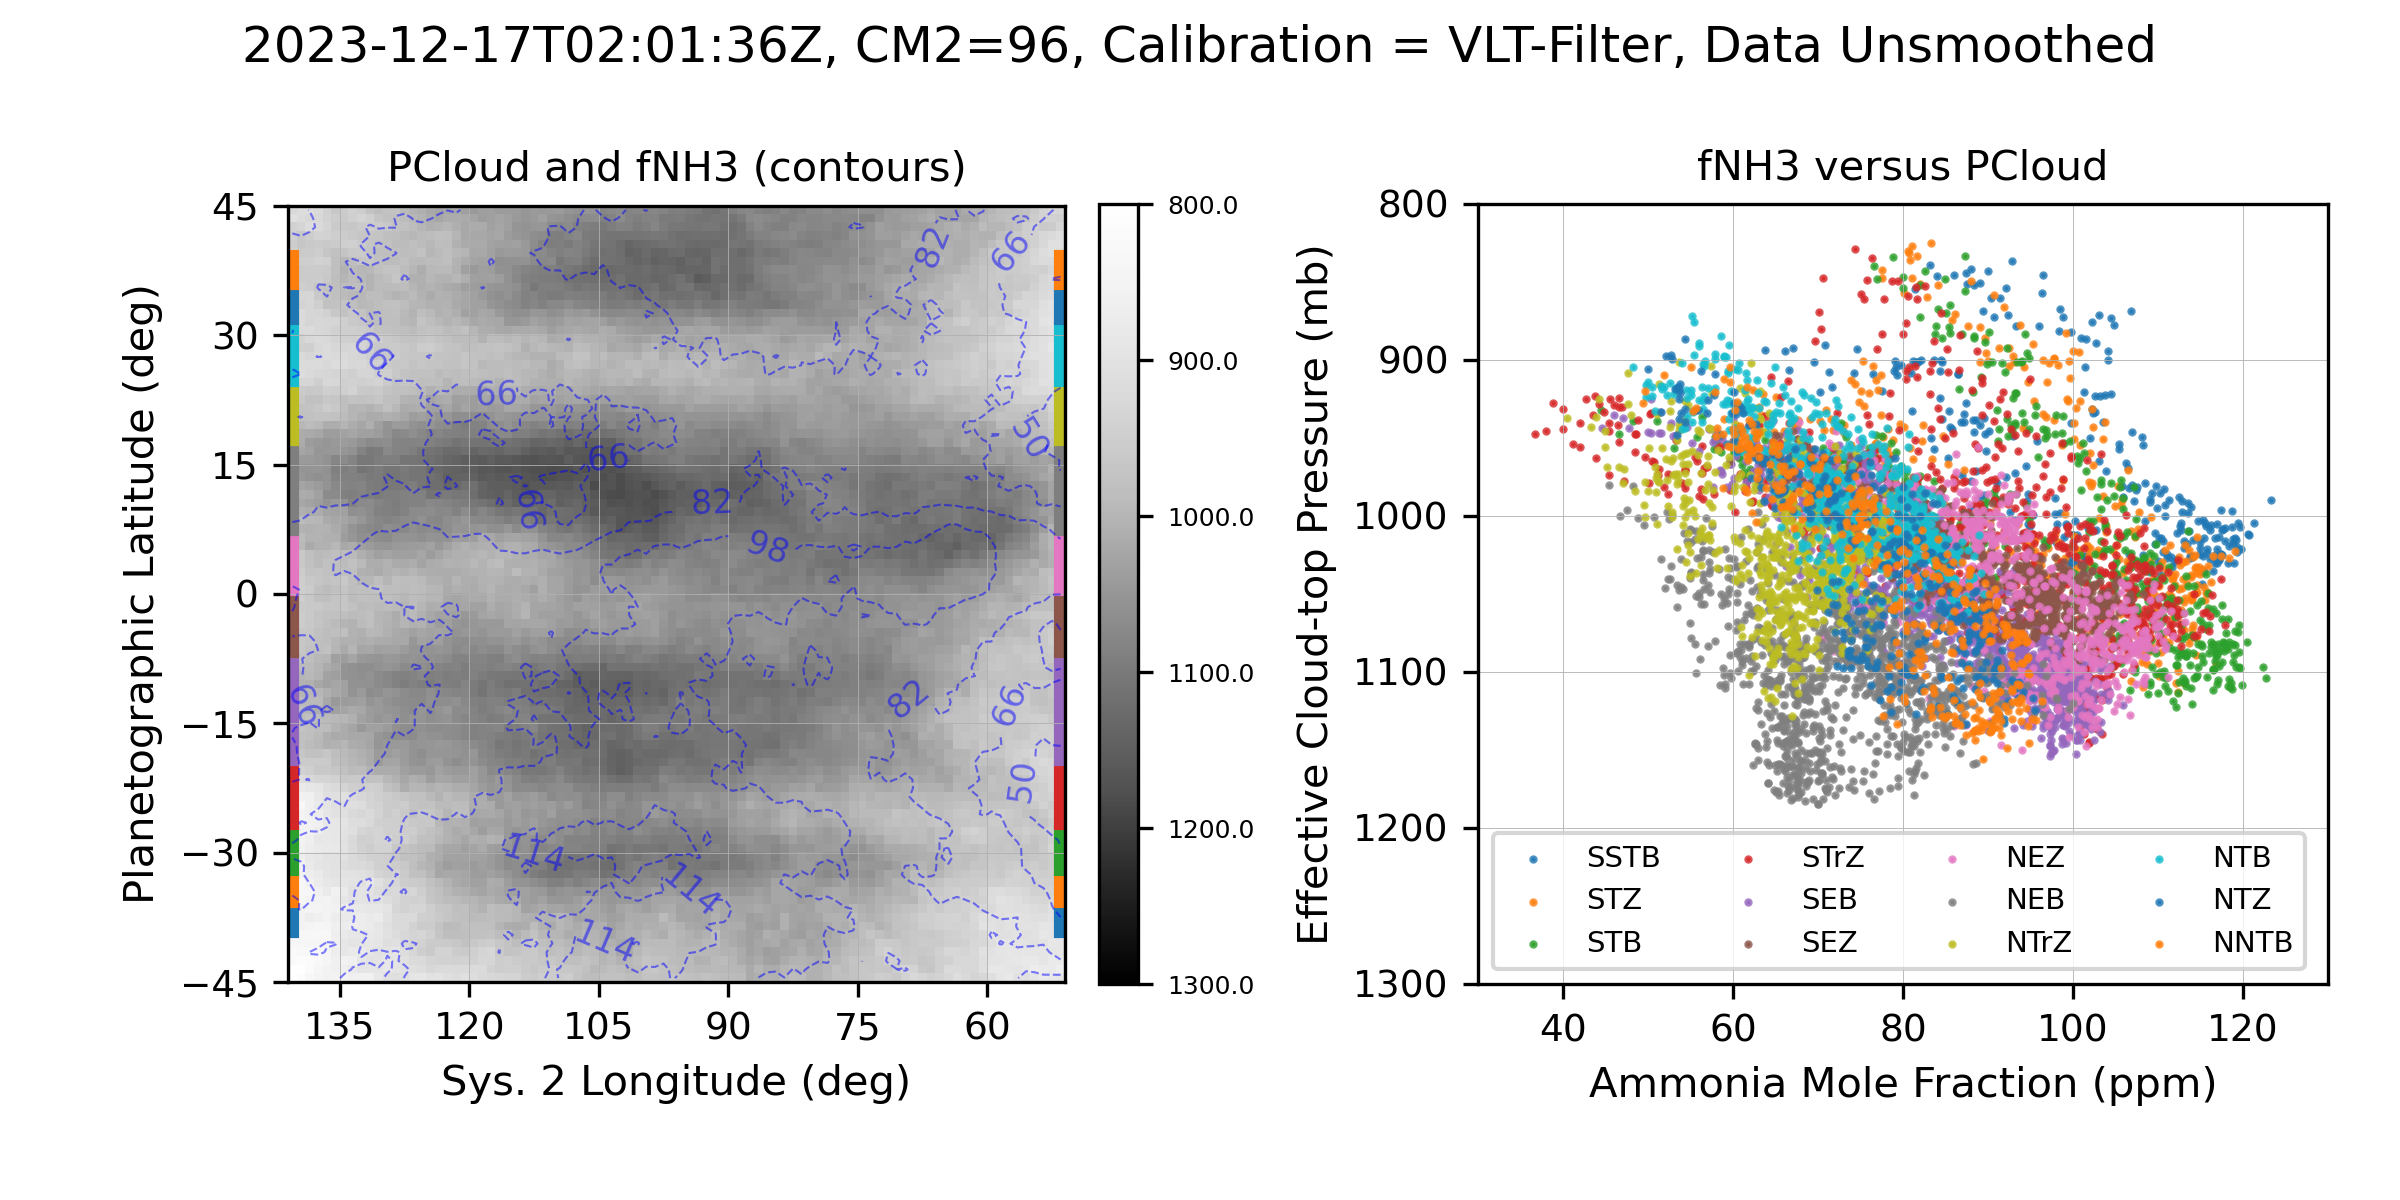 2023-12-17T02:01:36Z, CM2=96, Calibration = VLT-Filter, Data Unsmoothed
PCloud and fNH3 (contours)
Planetographic Latitude (deg)
45
30
15
0
−15
−30
−45
135 120 105 90 75 60
Sys. 2 Longitude (deg)
82
66
66
66
50
66
66
82
98
66
82
66
50
114
114
114
800.0
900.0
1000.0
1100.0
1200.0
1300.0
fNH3 versus PCloud
Effective Cloud-top Pressure (mb)
800
900
1000
1100
1200
1300
SSTB STrZ NEZ NTB
STZ SEB NEB NTZ
STB SEZ NTrZ NNTB
40 60 80 100 120
Ammonia Mole Fraction (ppm)